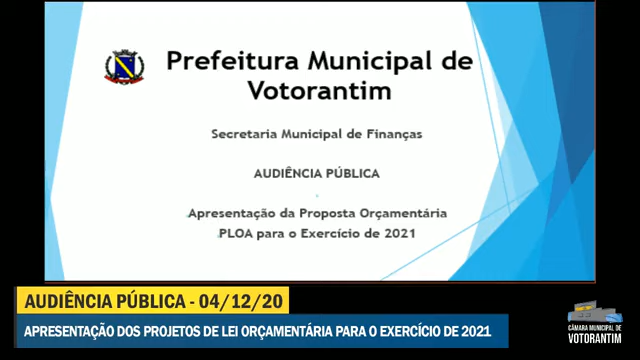 Prefeitura Municipal de
Votorantim
Secretaria Municipal de Finanças
AUDIÊNCIA PÚBLICA
Apresentação da Proposta Orçamentária
PLOA para o Exercício de 2021
AUDIÊNCIA PÚBLICA - 04/12/20
APRESENTAÇÃO DOS PROJETOS DE LEI ORÇAMENTÁRIA PARA O EXERCÍCIO DE 2021
CÂMARA MUNICIPAL DE
VOTORANTIM